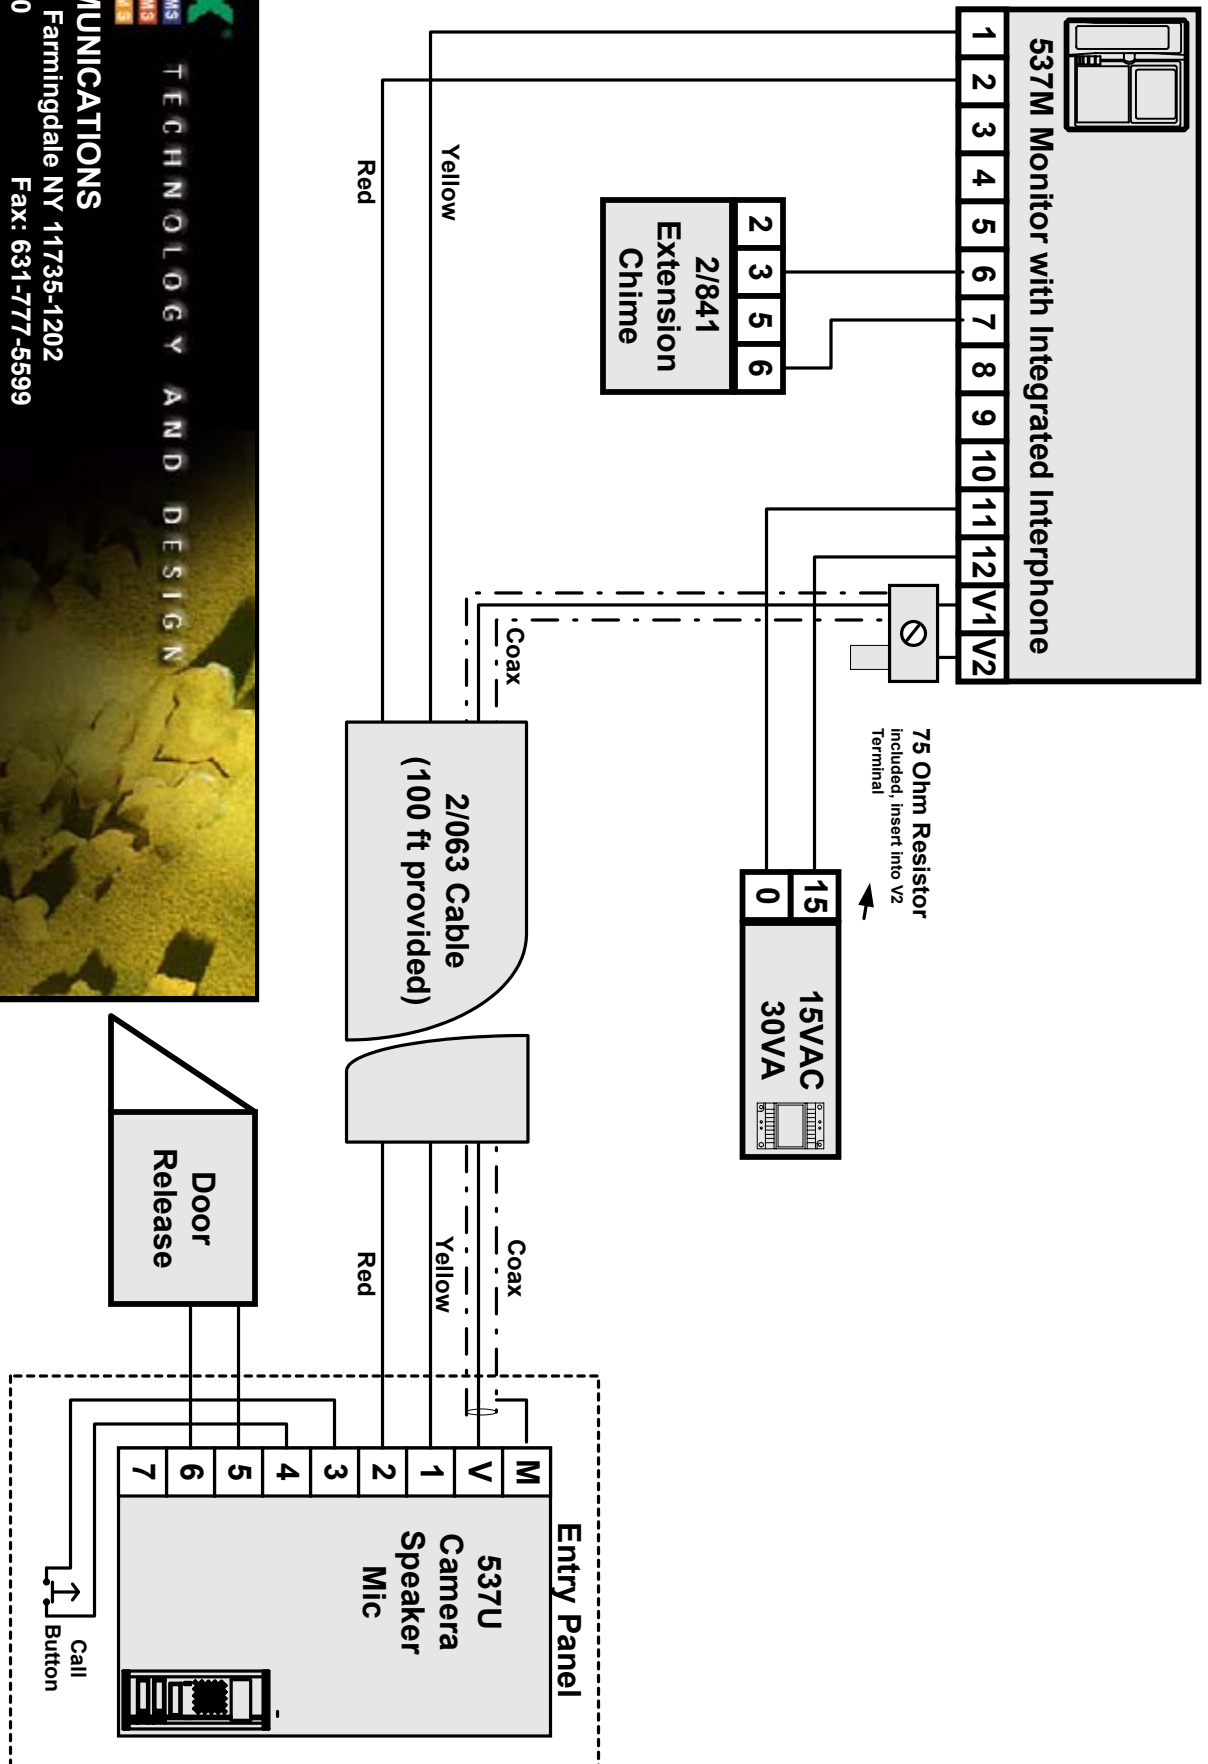 537M Monitor with Integrated Interphone
1 2 3 4 5 6 7 8 9 10 11 12 V1 V2
75 Ohm Resistor
included, insert into V2
Terminal
15
0
15VAC
30VA
2 3 5 6
2/841
Extension
Chime
Coax
Yellow
Red
2/063 Cable
(100 ft provided)
Coax
Yellow
Red
Entry Panel
M
V
1
2
3
4
5
6
7
537U
Camera
Speaker
Mic
Door
Release
Call
Button
X
MS
MS
MS
TECHNOLOGY AND DESIGN
MUNICATIONS
Farmingdale NY 11735-1202
0 Fax: 631-777-5599